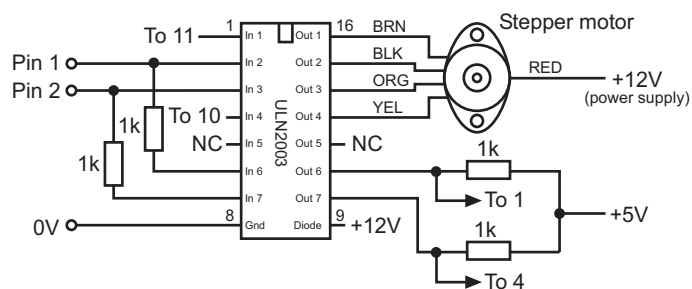 Stepper motor
1
16
BRN
To 11
In 1
Out 1
BLK
Pin 1
In 2
Out 2
RED
+12V
ORG
Pin 2
In 3
Out 3
(power supply)
YEL
To 10
In 4
Out 4
1k
ULN2003
NC
In 5
Out 5
NC
1k
1k
In 6
Out 6
To 1
In 7
Out 7
+5V
8
9
1k
0V
Gnd
Diode
+12V
To 4